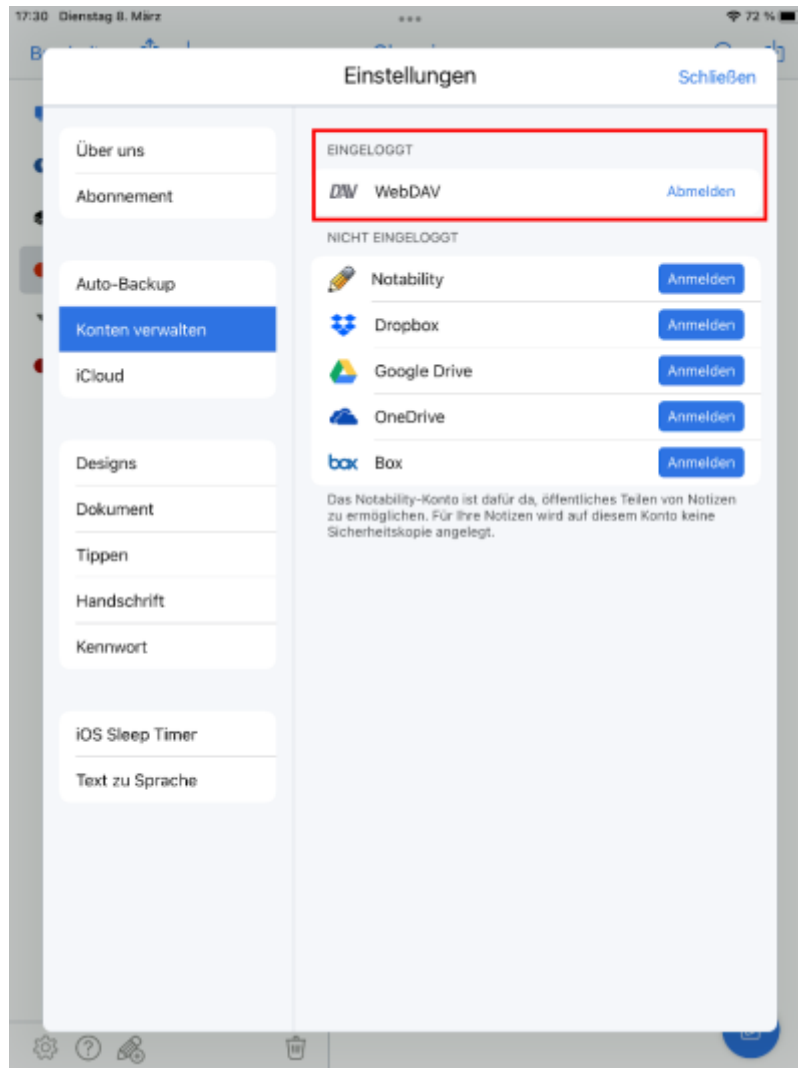 17:30 Dienstag 8. März
72 %
Einstellungen
Schließen
Über uns
Abonnement
Auto-Backup
Konten verwalten
iCloud
Designs
Dokument
Tippen
Handschrift
Kennwort
iOS Sleep Timer
Text zu Sprache
EINGELOGGT
DAV WebDAV Abmelden
NICHT EINGELOGGT
Notability Anmelden
Dropbox Anmelden
Google Drive Anmelden
OneDrive Anmelden
box Box Anmelden
Das Notability-Konto ist dafür da, öffentliches Teilen von Notizen
zu ermöglichen. Für Ihre Notizen wird auf diesem Konto keine
Sicherheitskopie angelegt.